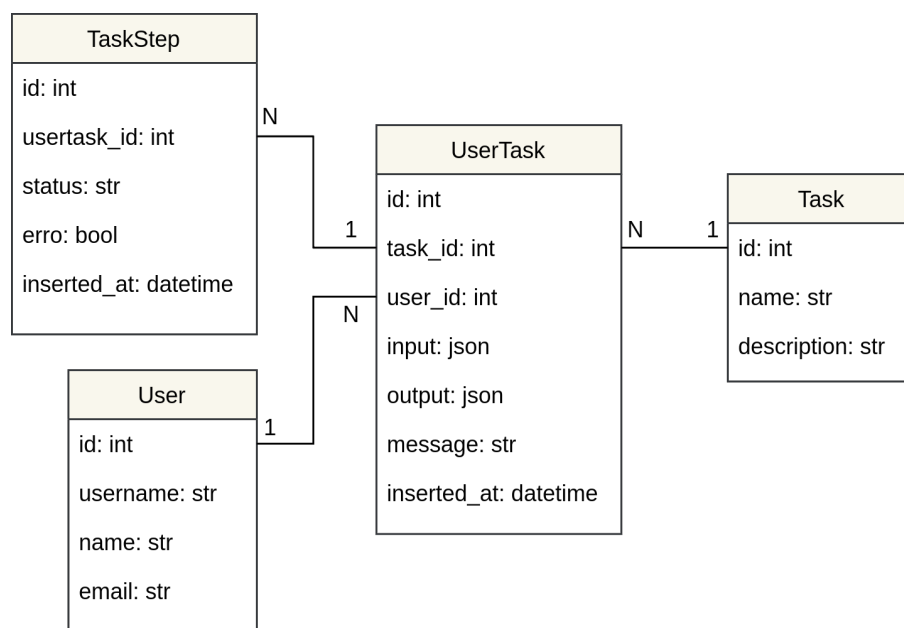 TaskStep
id: int
usertask_id: int
status: str
erro: bool
inserted_at: datetime
N
1
UserTask
id: int
task_id: int
user_id: int
input: json
output: json
message: str
inserted_at: datetime
N
1
Task
id: int
name: str
description: str
N
1
User
id: int
username: str
name: str
email: str